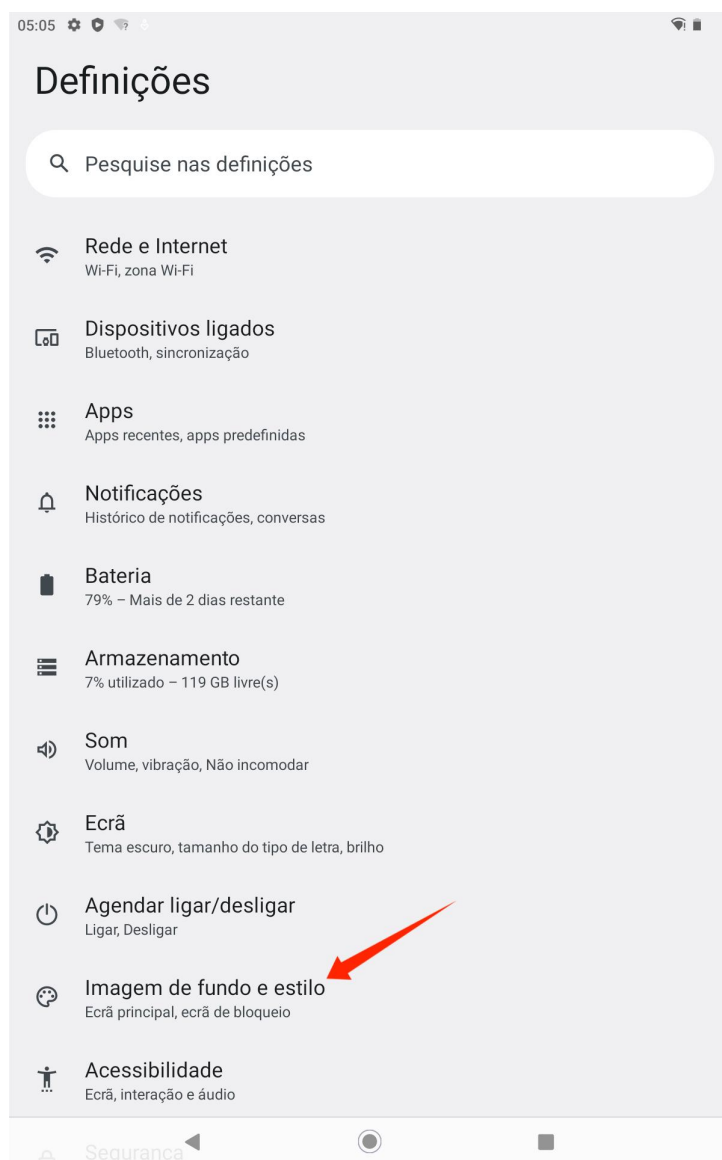 05:05
Definições
Pesquise nas definições
Rede e Internet
Wi-Fi, zona Wi-Fi
Dispositivos ligados
Bluetooth, sincronização
Apps
Apps recentes, apps predefinidas
Notificações
Histórico de notificações, conversas
Bateria
79% – Mais de 2 dias restante
Armazenamento
7% utilizado – 119 GB livre(s)
Som
Volume, vibração, Não incomodar
Ecrã
Tema escuro, tamanho do tipo de letra, brilho
Agendar ligar/desligar
Ligar, Desligar
Imagem de fundo e estilo
Ecrã principal, ecrã de bloqueio
Acessibilidade
Ecrã, interação e áudio
Segurança